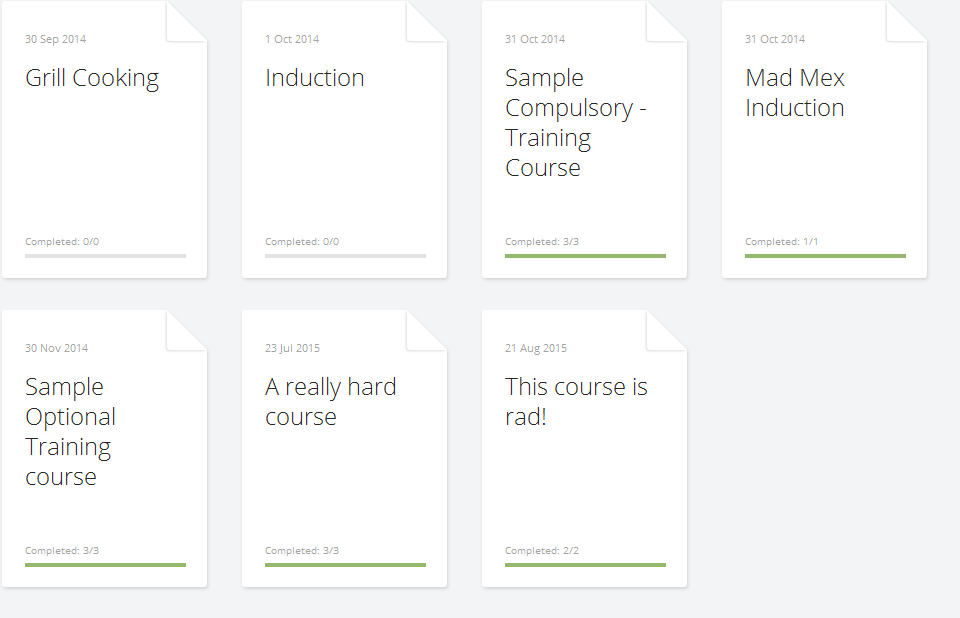 30 Sep 2014
Grill Cooking
Completed: 0/0
1 Oct 2014
Induction
Completed: 0/0
31 Oct 2014
Sample
Compulsory -
Training
Course
Completed: 3/3
31 Oct 2014
Mad Mex
Induction
Completed: 1/1
30 Nov 2014
Sample
Optional
Training
course
Completed: 3/3
23 Jul 2015
A really hard
course
Completed: 3/3
21 Aug 2015
This course is
rad!
Completed: 2/2